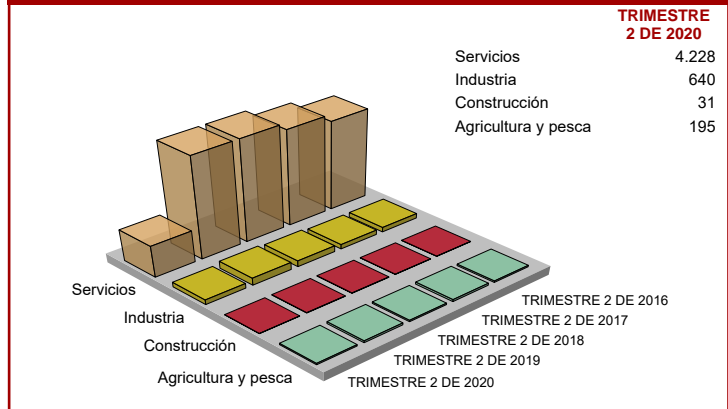 TRIMESTRE
2 DE 2020
Servicios 4.228
Industria 640
Construcción 31
Agricultura y pesca 195
Servicios
Industria
Construcción
Agricultura y pesca
TRIMESTRE 2 DE 2016
TRIMESTRE 2 DE 2017
TRIMESTRE 2 DE 2018
TRIMESTRE 2 DE 2019
TRIMESTRE 2 DE 2020